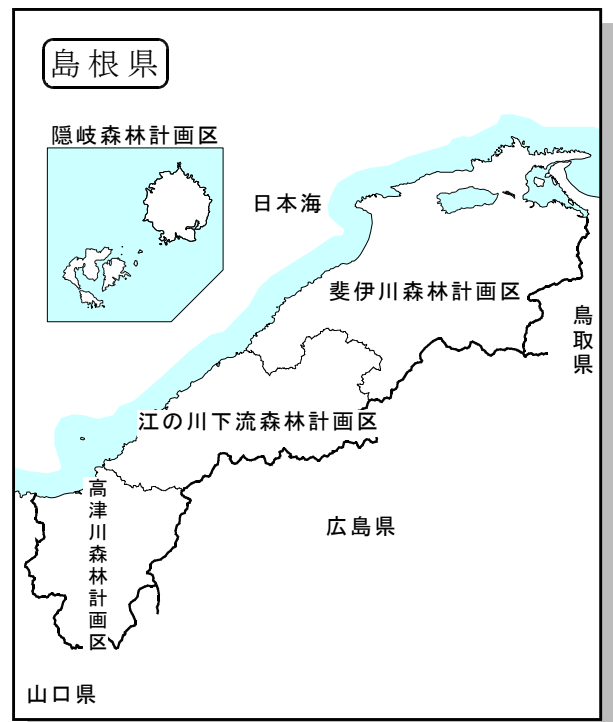 島根県
隠岐森林計画区
日本海
斐伊川森林計画区
鳥取県
江の川下流森林計画区
高津川森林計画区
広島県
山口県